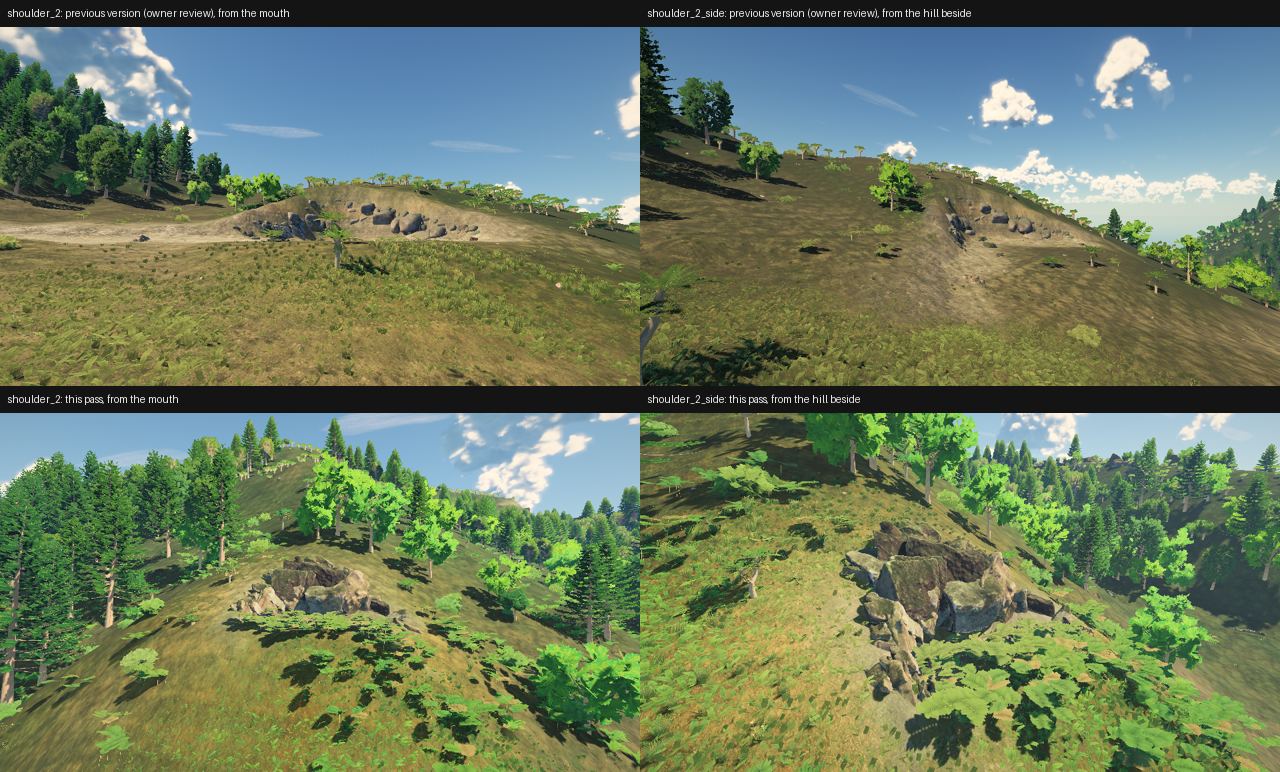 shoulder_2: previous version (owner review), from the mouth
shoulder_2_side: previous version (owner review), from the hill beside
shoulder_2: this pass, from the mouth
shoulder_2_side: this pass, from the hill beside